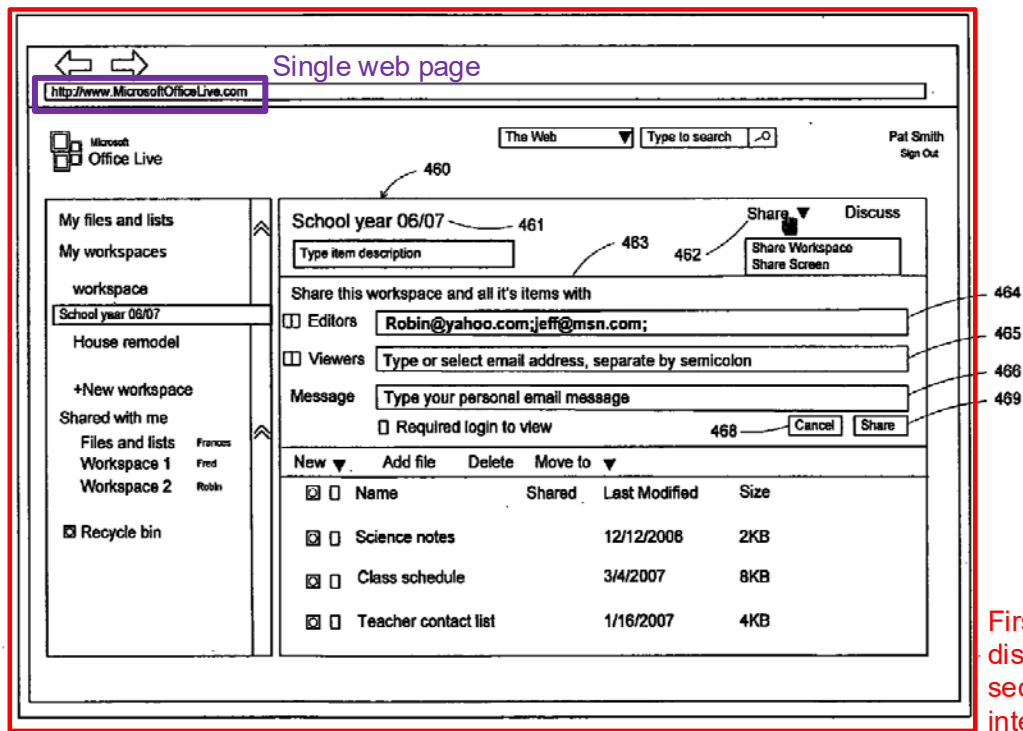 Single web page
http://www.MicrosoftOfficeLive.com
Microsoft
Office Live
The Web
Type to search
Pat Smith
Sign Out
460
My files and lists
My workspaces
workspace
School year 06/07
House remodel
+New workspace
Shared with me
Files and lists Frances
Workspace 1 Fred
Workspace 2 Robin
Recycle bin
School year 06/07
461
Share
Discuss
Type item description
463
462
Share Workspace
Share Screen
Share this workspace and all it's items with
464
Editors Robin@yahoo.com;jeff@msn.com;
465
Viewers Type or select email address, separate by semicolon
466
Message Type your personal email message
469
Required login to view
468
Cancel
Share
New Add file Delete Move to
Name Shared Last Modified Size
Science notes 12/12/2006 2KB
Class schedule 3/4/2007 8KB
Teacher contact list 1/16/2007 4KB